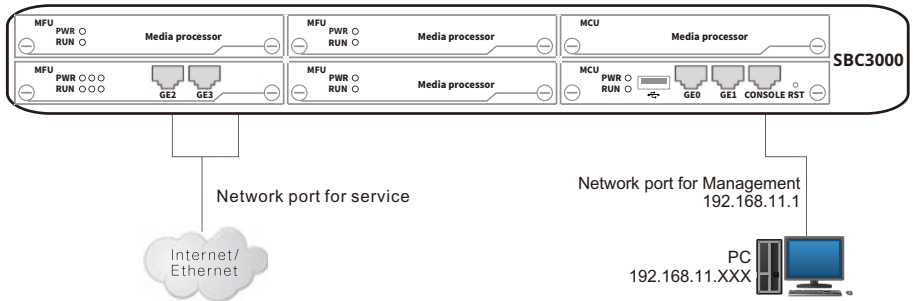 MFU
PWR
RUN
Media processor
MFU
PWR
RUN
Media processor
MCU
Media processor
SBC3000
MFU
PWR
RUN
GE2 GE3
MFU
PWR
RUN
Media processor
MCU
PWR
RUN
GE0 GE1 CONSOLE RST
Network port for service
Network port for Management
192.168.11.1
Internet/
Ethernet
PC
192.168.11.XXX